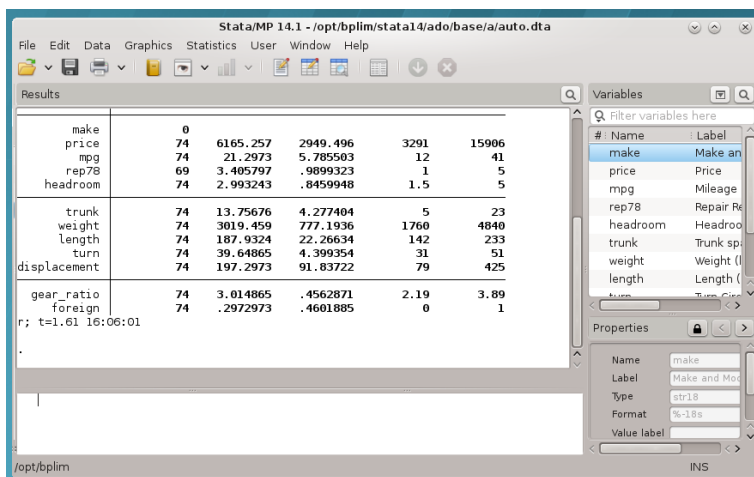 Stata/MP 14.1 - /opt/bplim/stata14/ado/base/a/auto.dta
File Edit Data Graphics Statistics User Window Help
Results
make 0
price 74 6165.257 2949.496 3291 15906
mpg 74 21.2973 5.785503 12 41
rep78 69 3.405797 .9899323 1 5
headroom 74 2.993243 .8459948 1.5 5
trunk 74 13.75676 4.277404 5 23
weight 74 3019.459 777.1936 1760 4840
length 74 187.9324 22.26634 142 233
turn 74 39.64865 4.399354 31 51
displacement 74 197.2973 91.83722 79 425
gear_ratio 74 3.014865 .4562871 2.19 3.89
foreign 74 .2972973 .4601885 0 1
r; t=1.61 16:06:01
.
Variables
Filter variables here
# Name Label
make Make an
price Price
mpg Mileage
rep78 Repair Re
headroom Headroo
trunk Trunk spa
weight Weight (l
length Length (
Properties
Name make
Label Make and Moc
Type str18
Format %-18s
Value label
/opt/bplim INS